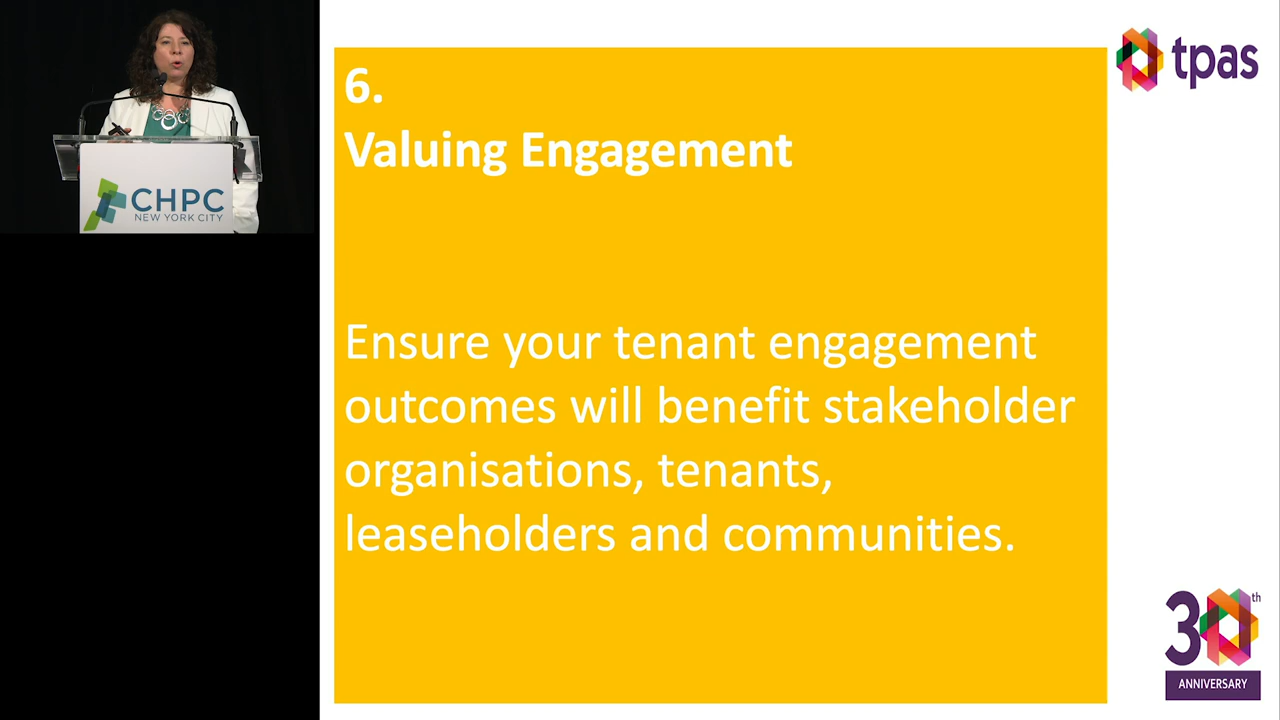 CHPC
NEW YORK CITY
6.
Valuing Engagement
Ensure your tenant engagement
outcomes will benefit stakeholder
organisations, tenants,
leaseholders and communities.
tpas
30th
ANNIVERSARY